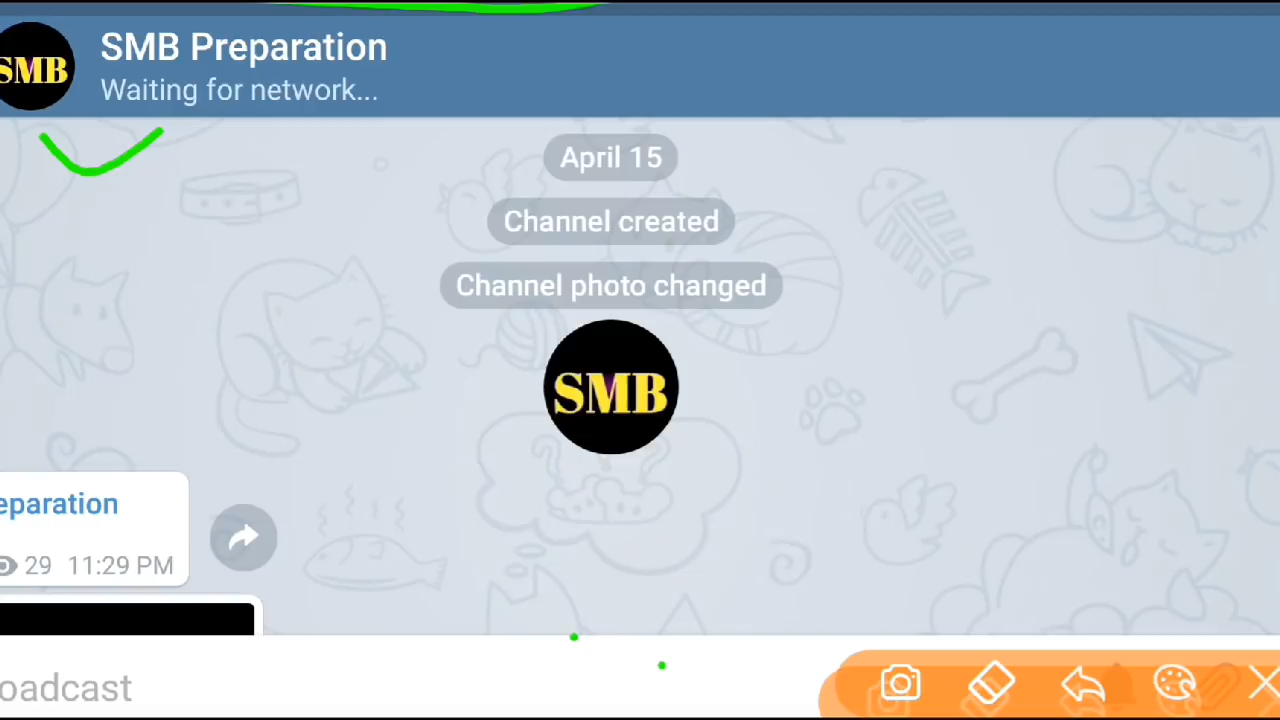 SMB
SMB Preparation
Waiting for network...
April 15
Channel created
Channel photo changed
SMB
eparation
29 11:29 PM
oadcast